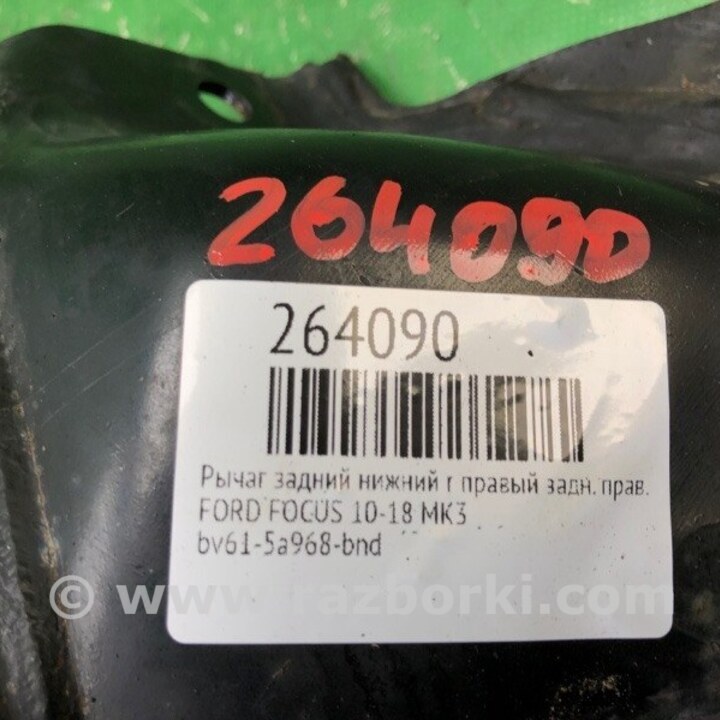 264090
264090
Рычаг задний нижний r правый задн. прав.
FORD FOCUS 10-18 MK3
bv61-5a968-bnd
© www.razborki.com